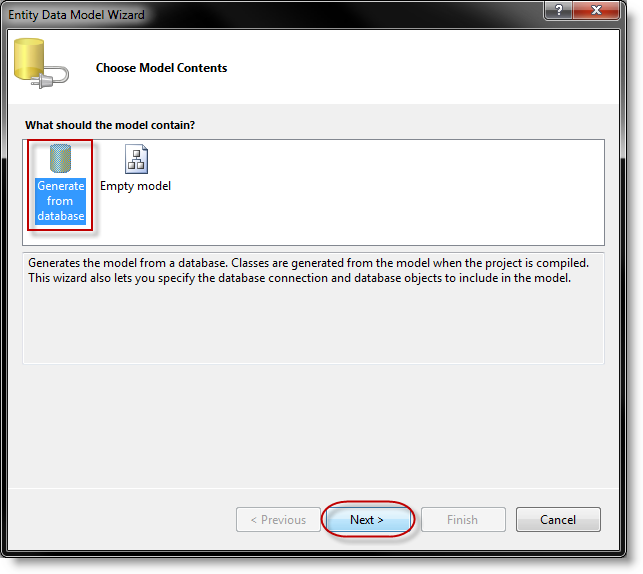 Entity Data Model Wizard
?
Choose Model Contents
What should the model contain?
Generate
from
database
Empty model
Generates the model from a database. Classes are generated from the model when the project is compiled.
This wizard also lets you specify the database connection and database objects to include in the model.
< Previous
Next >
Finish
Cancel